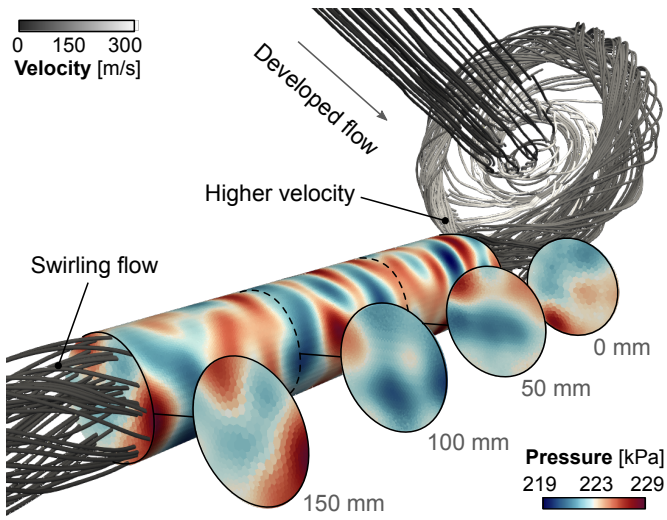 0 150 300
Velocity [m/s]
Developed flow
Higher velocity
Swirling flow
0 mm
50 mm
100 mm
150 mm
Pressure [kPa]
219 223 229